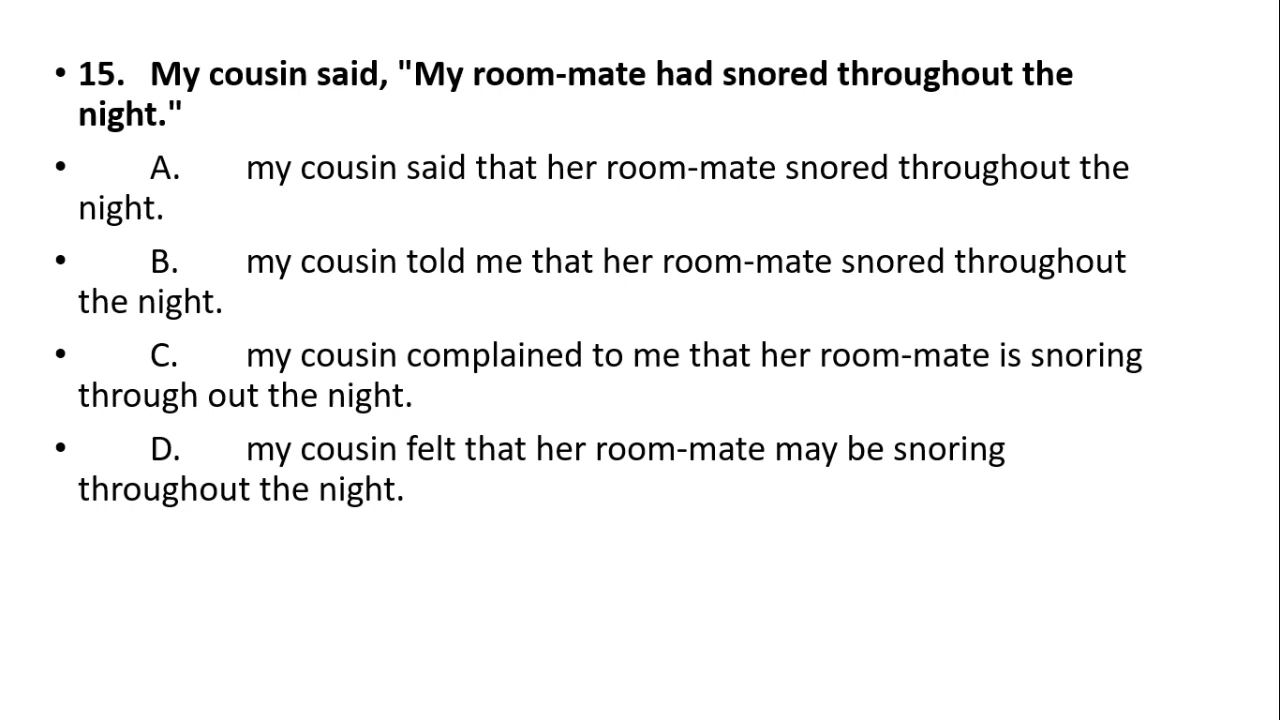 • 15. My cousin said, "My room-mate had snored throughout the
night."
• A. my cousin said that her room-mate snored throughout the
night.
• B. my cousin told me that her room-mate snored throughout
the night.
• C. my cousin complained to me that her room-mate is snoring
through out the night.
• D. my cousin felt that her room-mate may be snoring
throughout the night.